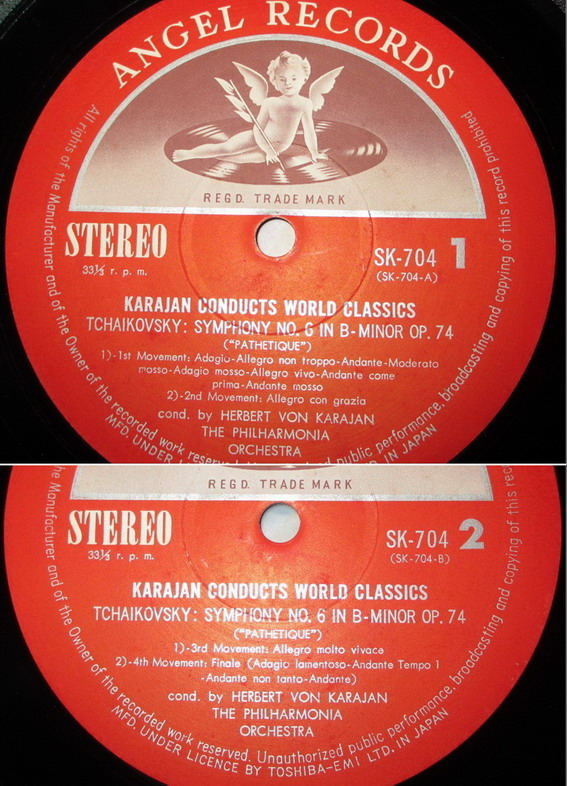 ANGEL RECORDS
REGD. TRADE MARK
STEREO
33⅓ r. p. m.
SK-704 1
(SK-704-A)
KARAJAN CONDUCTS WORLD CLASSICS
TCHAIKOVSKY: SYMPHONY NO. 6 IN B-MINOR OP. 74
("PATHETIQUE")
1)-1st Movement: Adagio-Allegro non troppo-Andante-Moderato
mosso-Adagio mosso-Allegro vivo-Andante come
prima-Andante mosso
2)-2nd Movement: Allegro con grazia
cond. by HERBERT VON KARAJAN
THE PHILHARMONIA
ORCHESTRA
All rights of the Manufacturer and of the Owner of the recorded work reserved. public performance, broadcasting and copying of this record prohibited
MFD. UNDER IN JAPAN
REGD. TRADE MARK
STEREO
33⅓ r. p. m.
SK-704 2
(SK-704-B)
KARAJAN CONDUCTS WORLD CLASSICS
TCHAIKOVSKY: SYMPHONY NO. 6 IN B-MINOR OP. 74
("PATHETIQUE")
1)-3rd Movement: Allegro molto vivace
2)-4th Movement: Finale (Adagio lamentoso-Andante Tempo 1
-Andante non tanto-Andante)
cond. by HERBERT VON KARAJAN
THE PHILHARMONIA
ORCHESTRA
the Manufacturer and of the Owner of the recorded work reserved. Unauthorized public performance, broadcasting and copying of this rec
MFD. UNDER LICENCE BY TOSHIBA-EMI LTD. IN JAPAN